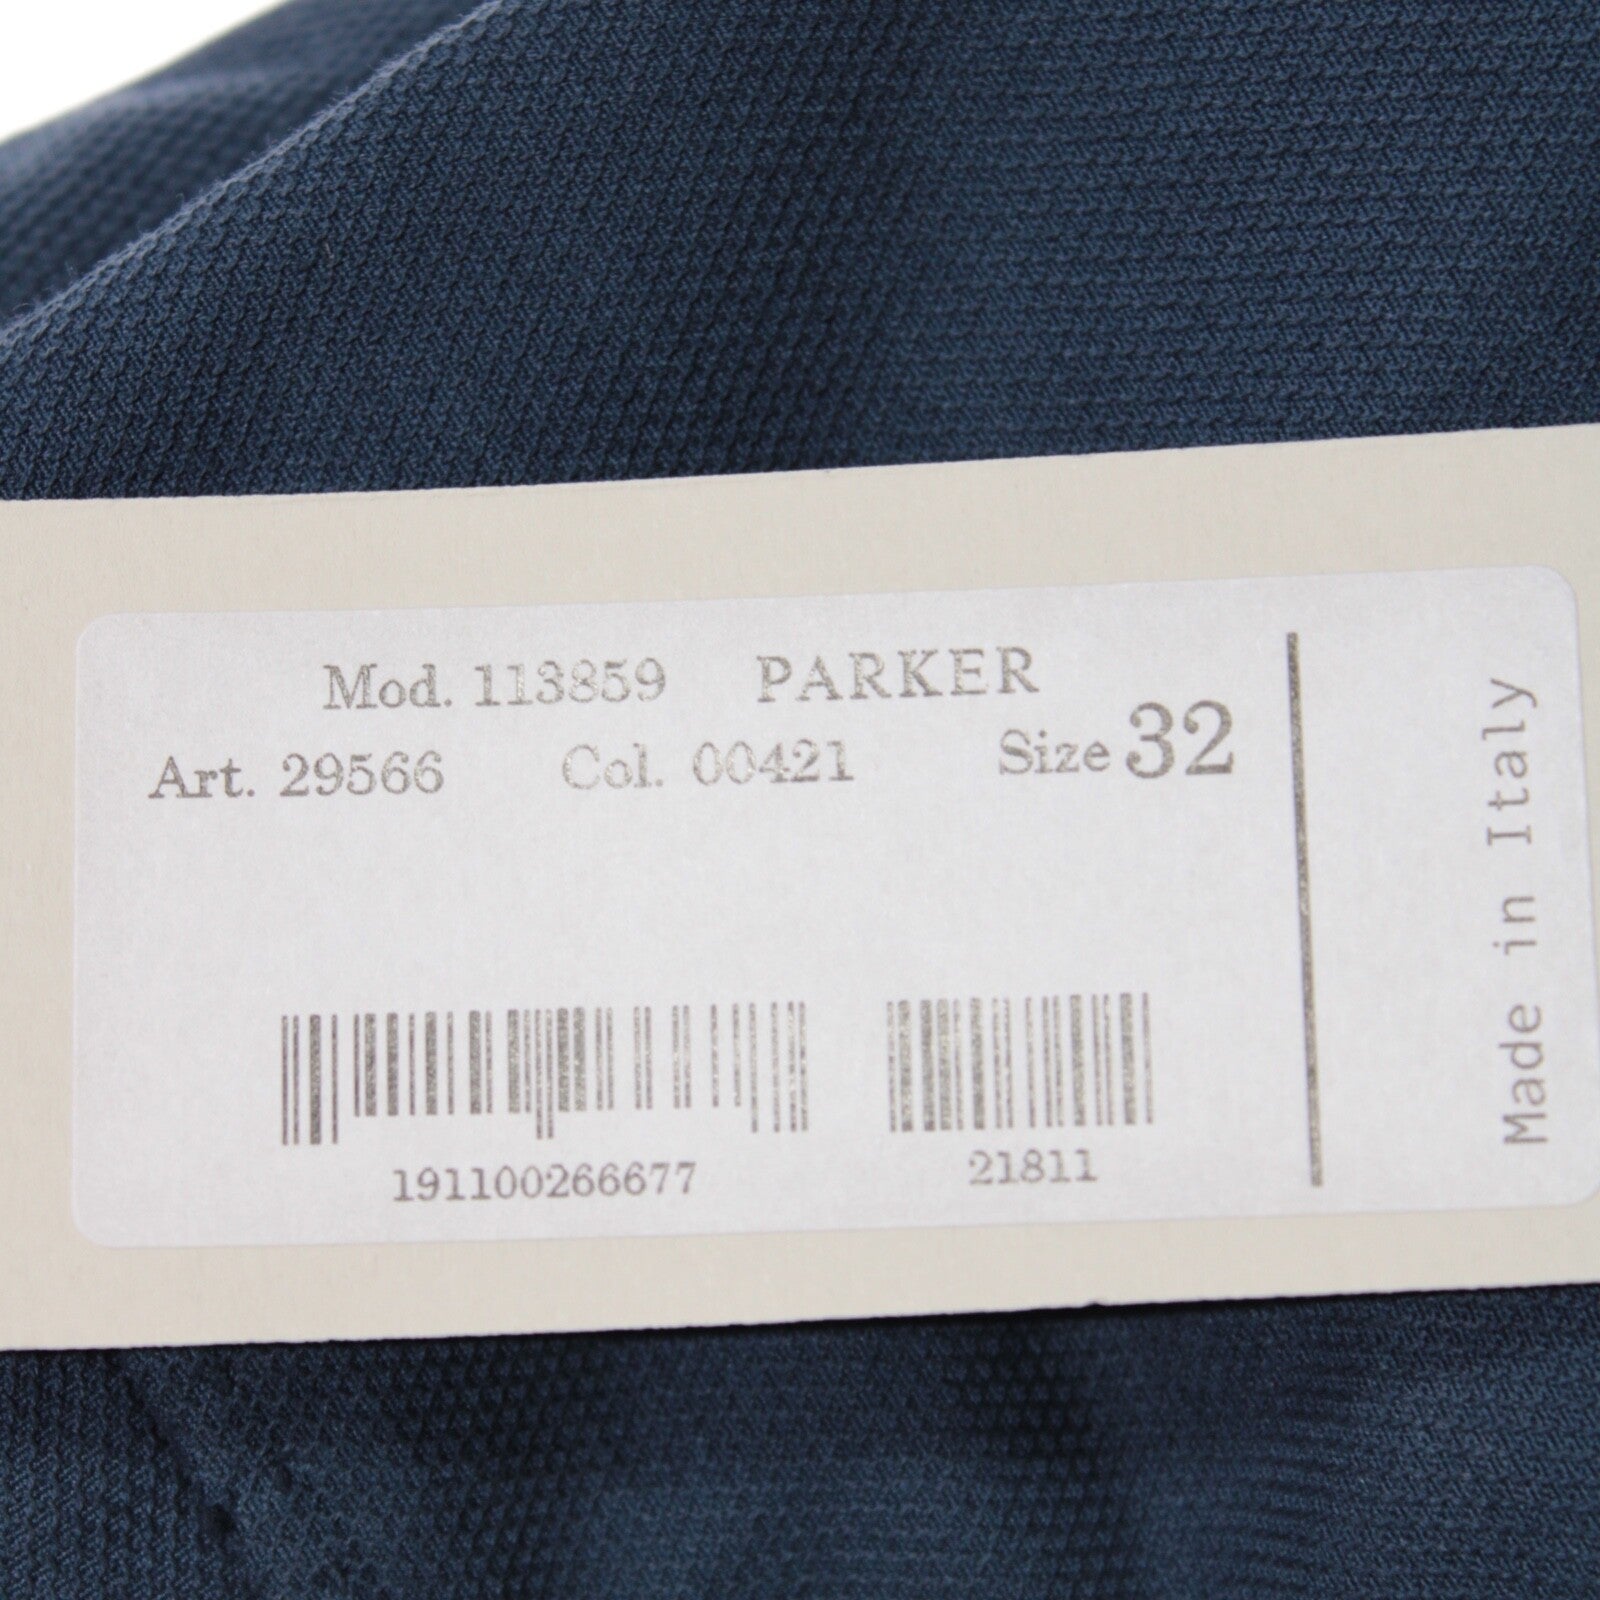 Mod. 113859 PARKER
Art. 29566 Col. 00421 Size 32
191100266677 21811
Made in Italy